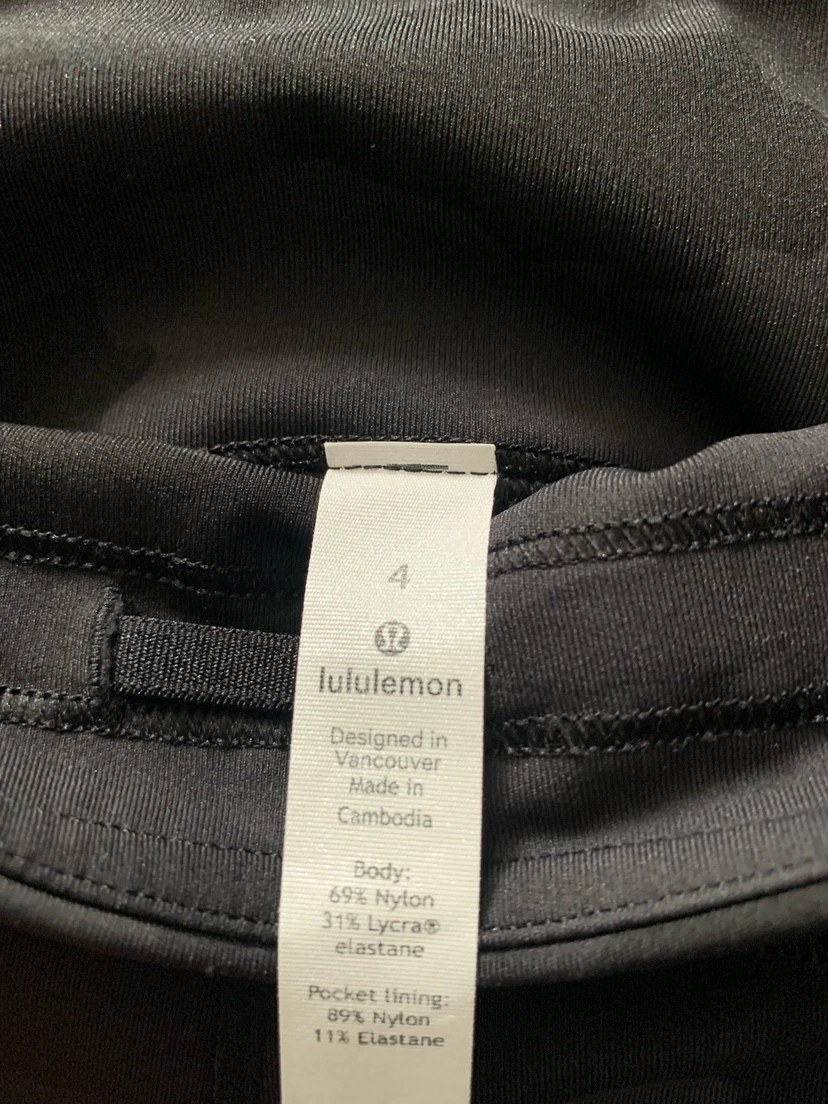 4
lululemon
Designed in
Vancouver
Made in
Cambodia
Body:
69% Nylon
31% Lycra®
elastane
Pocket lining:
89% Nylon
11% Elastane